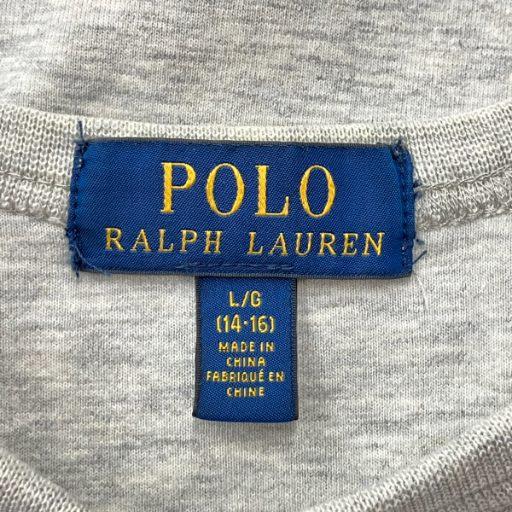 POLO
RALPH LAUREN
L/G
(14-16)
MADE IN
CHINA
FABRIQUÉ EN
CHINE